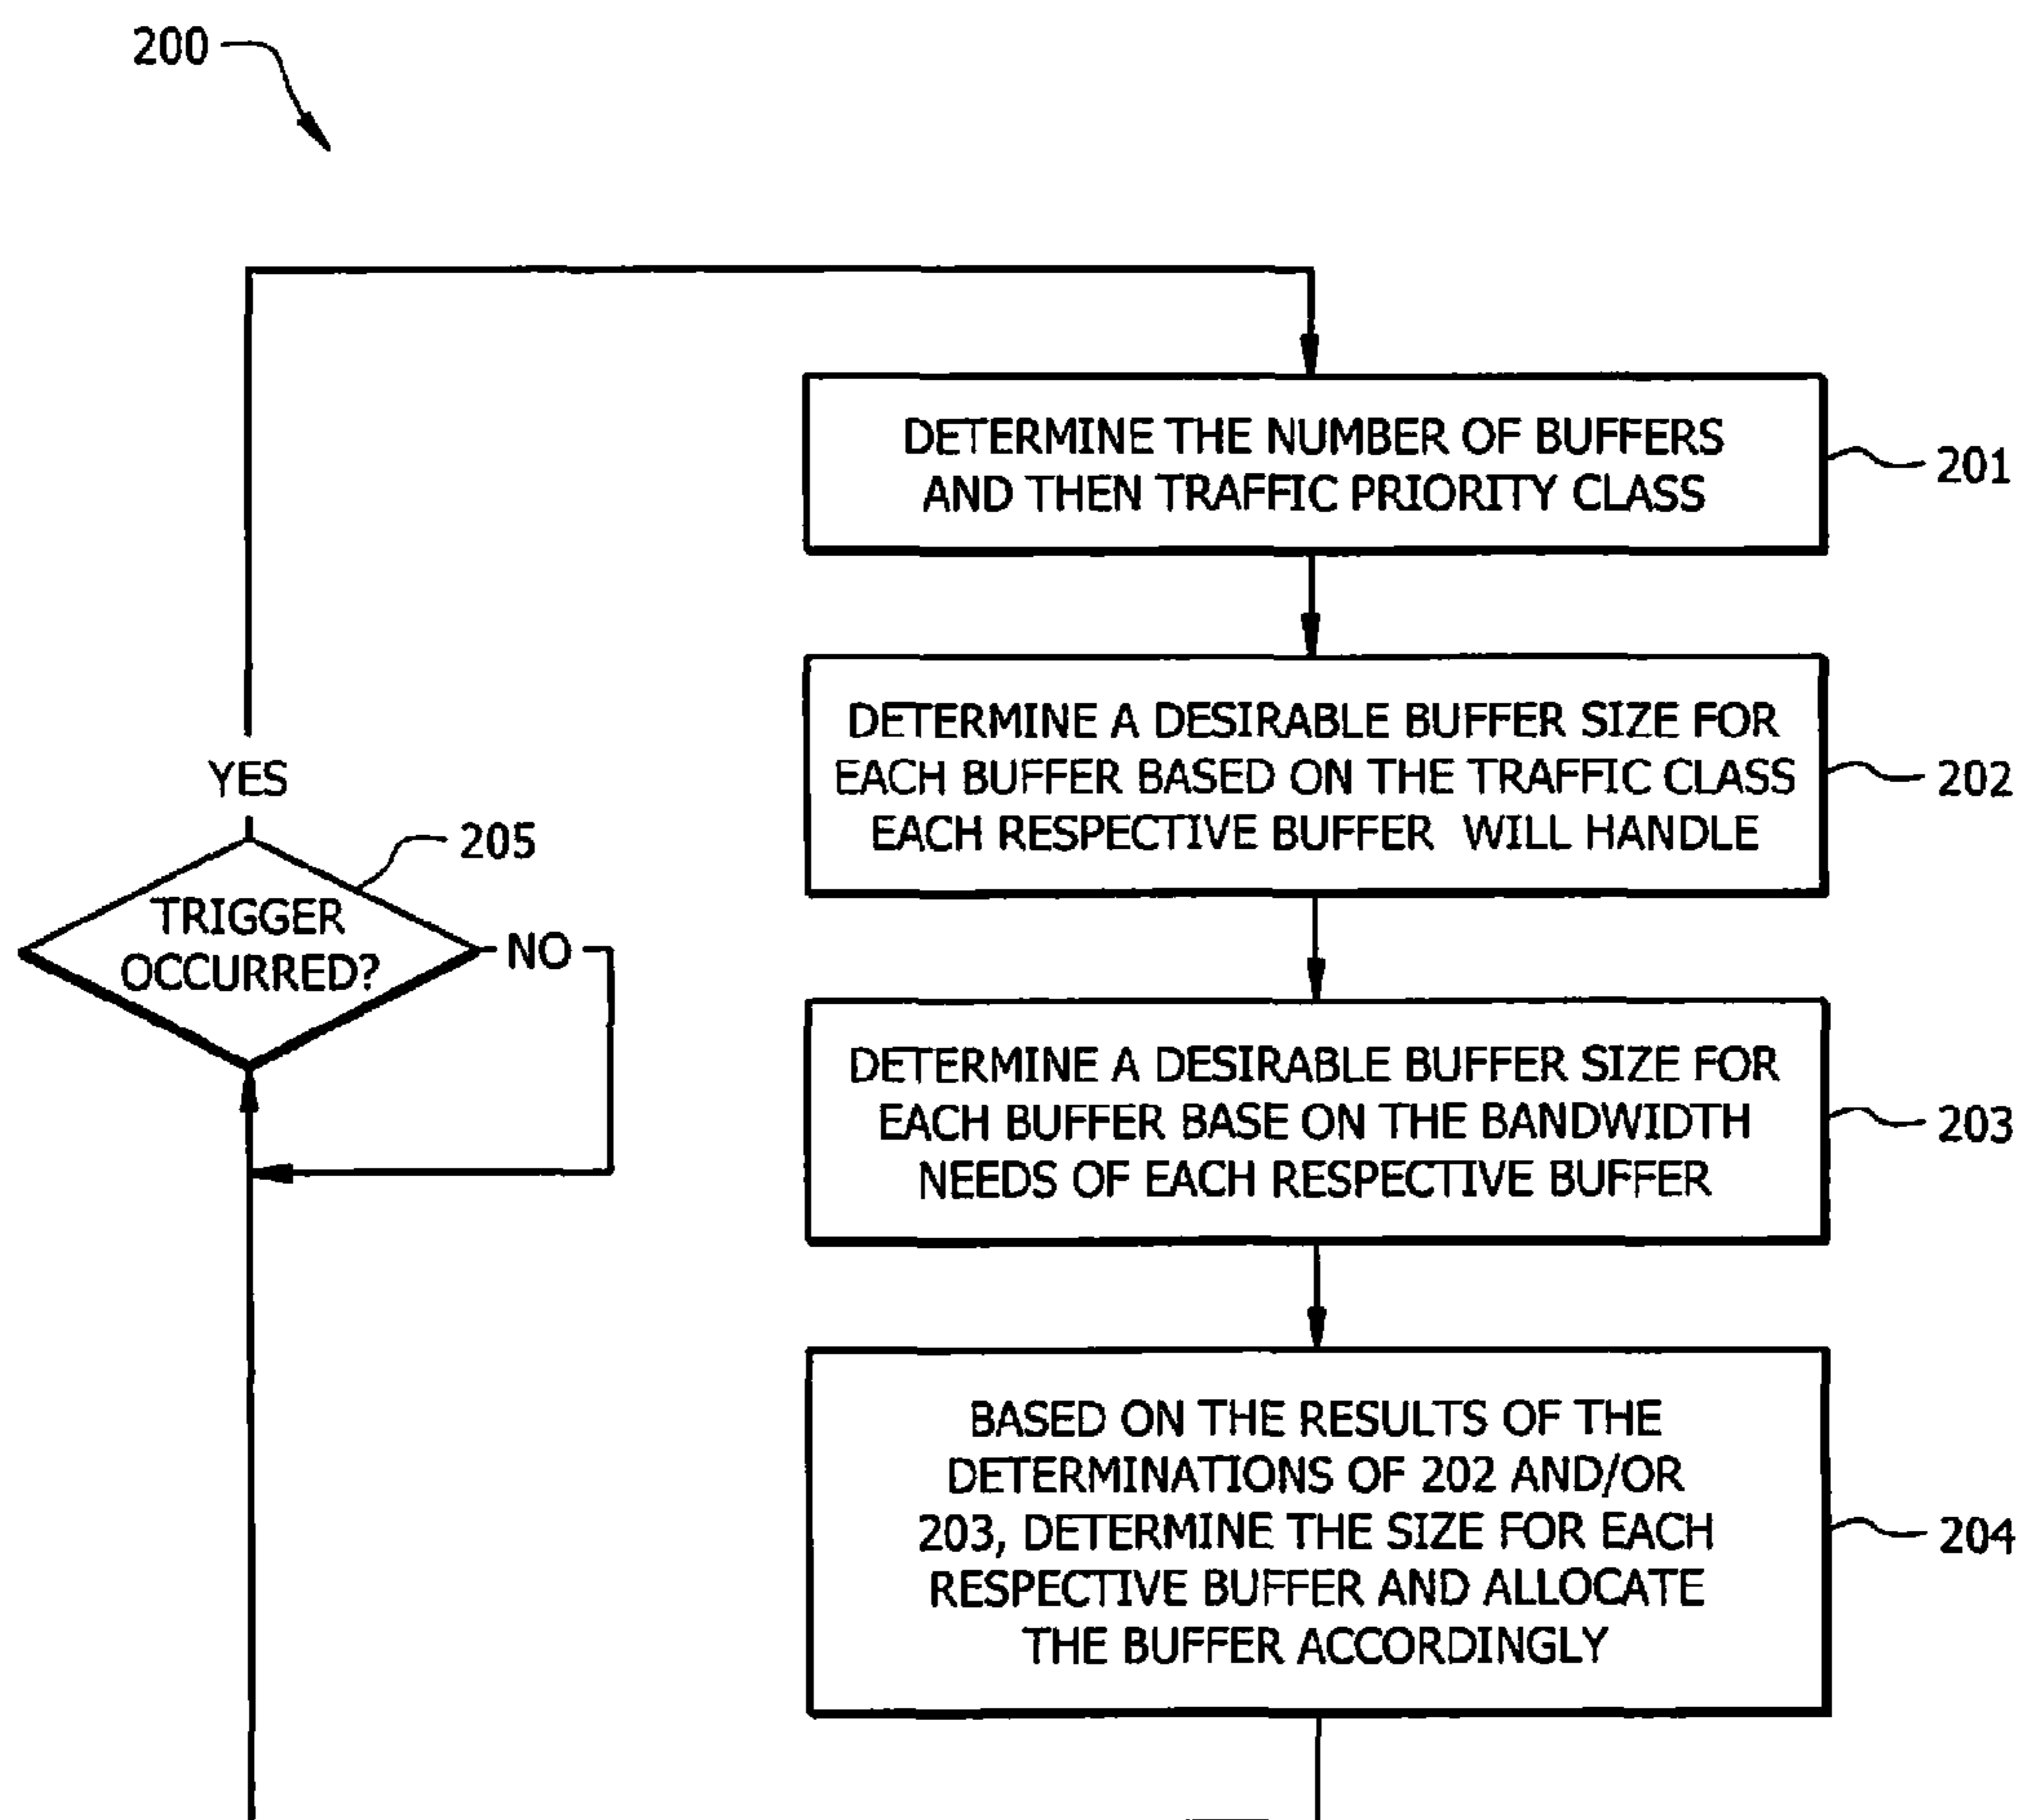 200
DETERMINE THE NUMBER OF BUFFERS
AND THEN TRAFFIC PRIORITY CLASS
201
DETERMINE A DESIRABLE BUFFER SIZE FOR
EACH BUFFER BASED ON THE TRAFFIC CLASS
EACH RESPECTIVE BUFFER WILL HANDLE
202
YES
205
TRIGGER
OCCURRED?
NO
DETERMINE A DESIRABLE BUFFER SIZE FOR
EACH BUFFER BASE ON THE BANDWIDTH
NEEDS OF EACH RESPECTIVE BUFFER
203
BASED ON THE RESULTS OF THE
DETERMINATIONS OF 202 AND/OR
203, DETERMINE THE SIZE FOR EACH
RESPECTIVE BUFFER AND ALLOCATE
THE BUFFER ACCORDINGLY
204